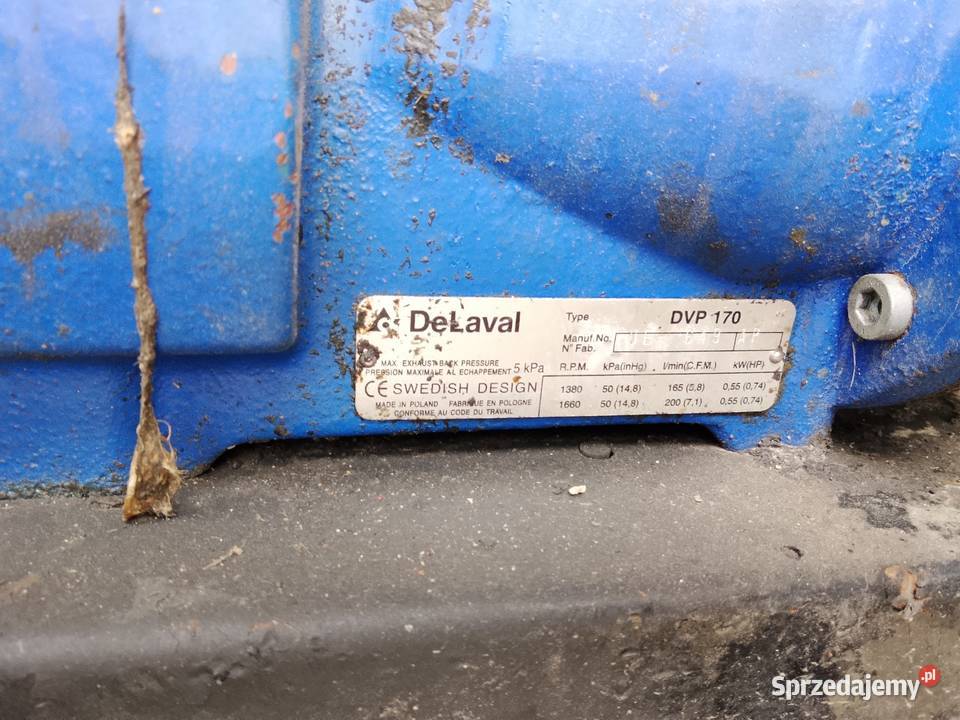 DeLaval
Type DVP 170
Manuf. No.
N° Fab.
MAX. EXHAUST BACK PRESSURE
PRESSION MAXIMALE AL ECHAPPEMENT 5 kPa
CE SWEDISH DESIGN
MADE IN POLAND FABRIQUE EN POLOGNE
CONFORME AU CODE DU TRAVAIL
R.P.M. kPa(inHg) l/min(C.F.M.) kW(HP)
1380 50 (14,8) 165 (5,8) 0,55 (0,74)
1660 50 (14,8) 200 (7,1) 0,55 (0,74)
Sprzedajemy.pl